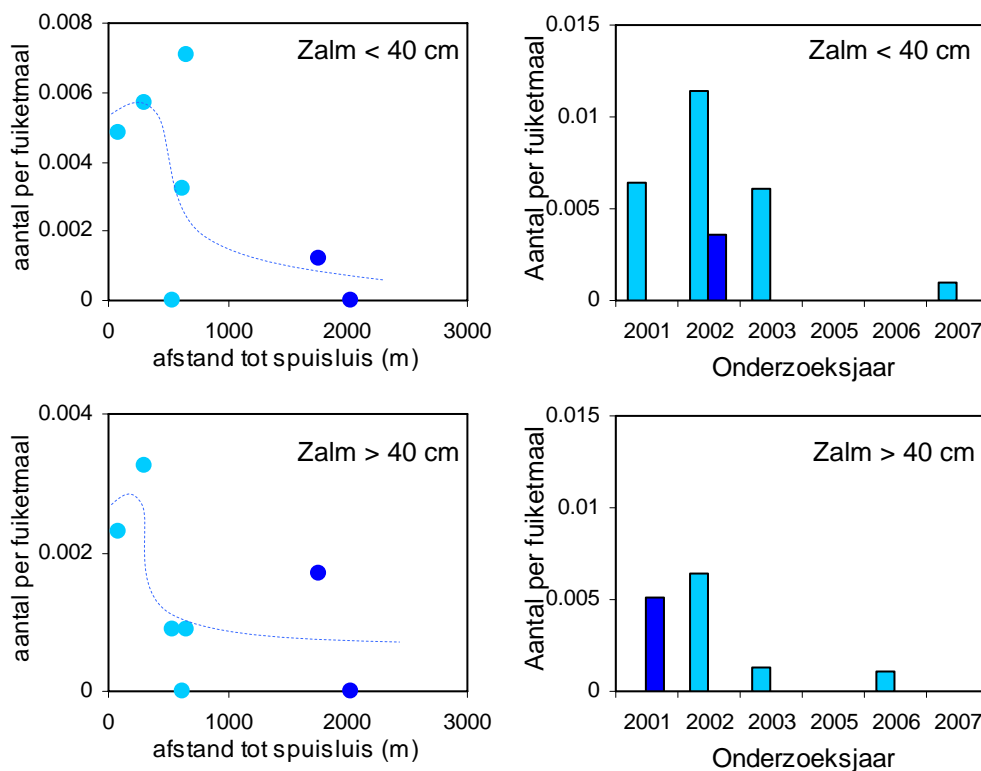 Zalm < 40 cm
0.008
0.006
0.004
0.002
0
aantal per fuiketmaal
0 1000 2000 3000
afstand tot spuisluis (m)
Zalm < 40 cm
0.015
0.01
0.005
0
Aantal per fuiketmaal
2001 2002 2003 2005 2006 2007
Onderzoeksjaar
Zalm > 40 cm
0.004
0.002
0
aantal per fuiketmaal
0 1000 2000 3000
afstand tot spuisluis (m)
Zalm > 40 cm
0.015
0.01
0.005
0
Aantal per fuiketmaal
2001 2002 2003 2005 2006 2007
Onderzoeksjaar